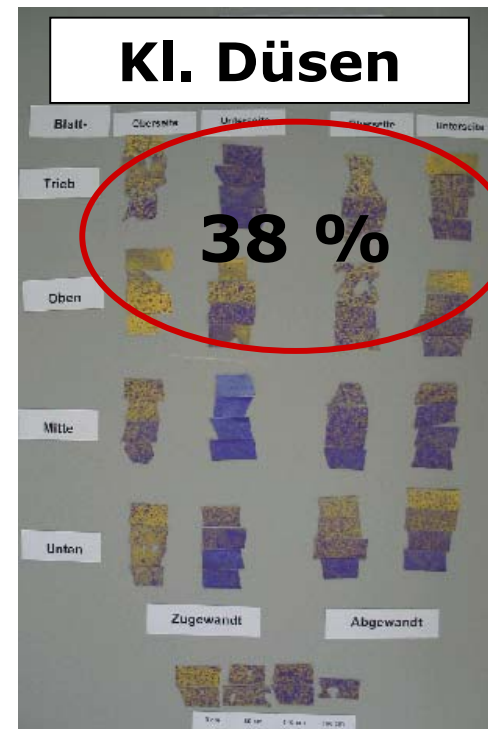 Kl. Düsen
Blatt- Oberseite Unterseite Oberseite Unterseite
Trieb
38 %
Oben
Mitte
Unten
Zugewandt Abgewandt